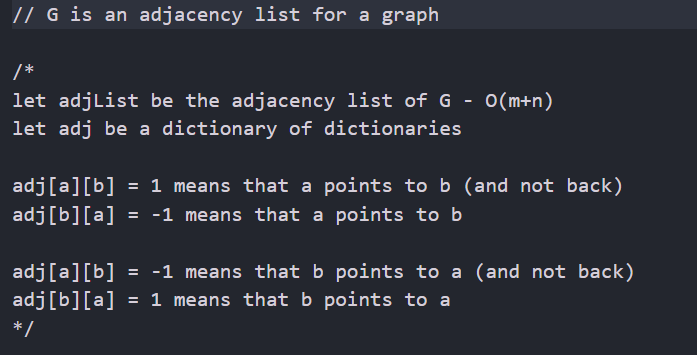 // G is an adjacency list for a graph
/*
let adjList be the adjacency list of G - O(m+n)
let adj be a dictionary of dictionaries
adj[a][b] = 1 means that a points to b (and not back)
adj[b][a] = -1 means that a points to b
adj[a][b] = -1 means that b points to a (and not back)
adj[b][a] = 1 means that b points to a
*/